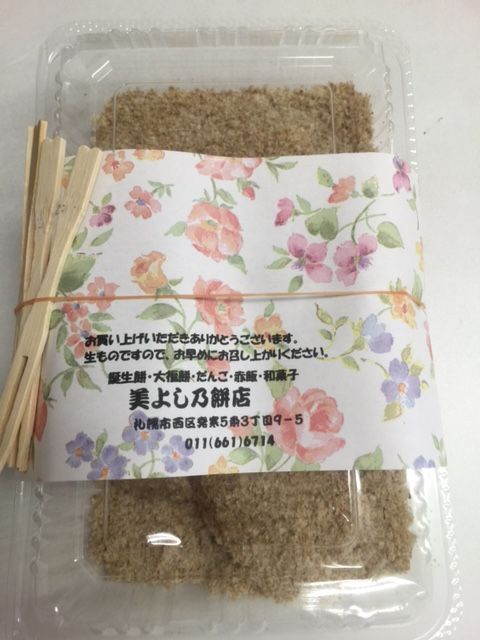 お買い上げいただきありがとうございます。
生ものですので、お早めにお召し上がりください。
誕生餅・大福餅・だんご・赤飯・和菓子
美よし乃餅店
札幌市西区発寒5条3丁目9-5
011(661)6714